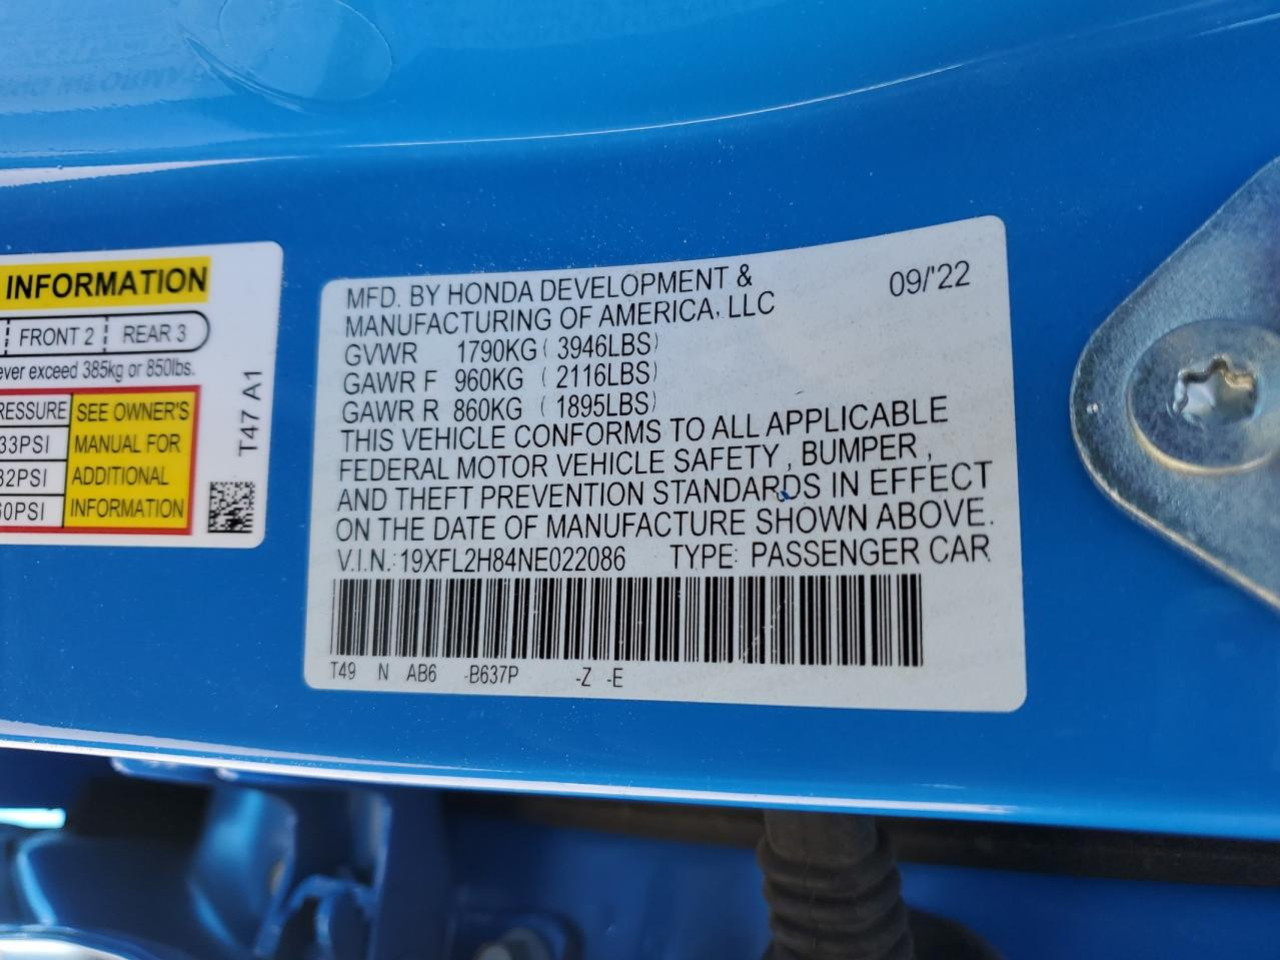 INFORMATION
FRONT 2 REAR 3
ever exceed 385kg or 850lbs.
RESSURE
33PSI
32PSI
60PSI
SEE OWNER'S
MANUAL FOR
ADDITIONAL
INFORMATION
T47 A1
MFD. BY HONDA DEVELOPMENT & 09/'22
MANUFACTURING OF AMERICA, LLC
GVWR 1790KG ( 3946LBS)
GAWR F 960KG ( 2116LBS)
GAWR R 860KG ( 1895LBS)
THIS VEHICLE CONFORMS TO ALL APPLICABLE
FEDERAL MOTOR VEHICLE SAFETY , BUMPER ,
AND THEFT PREVENTION STANDARDS IN EFFECT
ON THE DATE OF MANUFACTURE SHOWN ABOVE.
V.I.N.: 19XFL2H84NE022086 TYPE: PASSENGER CAR
T49 N AB6 -B637P -Z -E